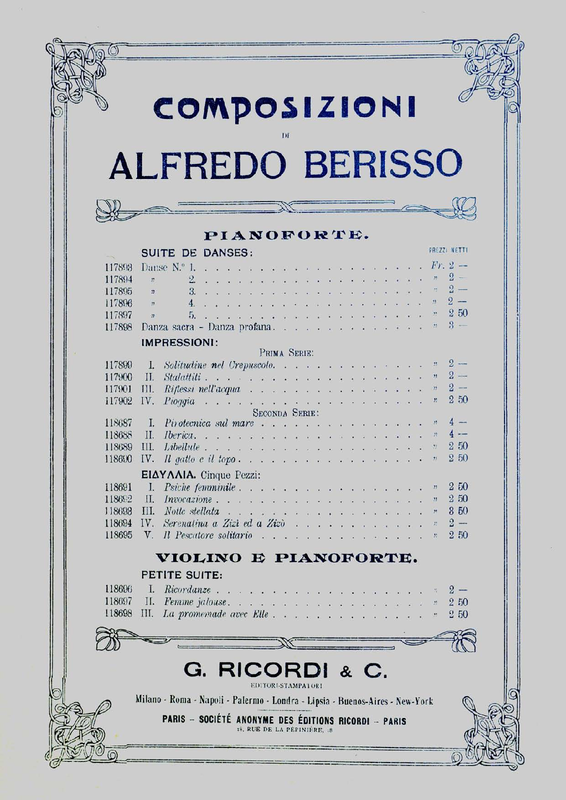 COMPOSIZIONI
DI
ALFREDO BERISSO
PIANOFORTE.
SUITE DE DANSES: PREZZI NETTI
117893 Danse N.º 1. . . . . . . . . . . . . . . . . . . . . Fr. 2 —
117894 " 2. . . . . . . . . . . . . . . . . . . . . " 2 —
117895 " 3. . . . . . . . . . . . . . . . . . . . . " 2 —
117896 " 4. . . . . . . . . . . . . . . . . . . . . " 2 —
117897 " 5. . . . . . . . . . . . . . . . . . . . . " 2 50
117898 Danza sacra - Danza profana. . . . . . . . . . . . . . " 3 —
IMPRESSIONI:
PRIMA SERIE:
117899 I. Solitudine nel Crepuscolo. . . . . . . . . . . . . . " 2 —
117900 II. Stalattiti . . . . . . . . . . . . . . . . . . . . " 2 —
117901 III. Riflessi nell'acqua . . . . . . . . . . . . . . . . " 2 —
117902 IV. Pioggia . . . . . . . . . . . . . . . . . . . . " 2 50
SECONDA SERIE:
118687 I. Pirotecnica sul mare . . . . . . . . . . . . . . . " 4 —
118688 II. Iberica. . . . . . . . . . . . . . . . . . . . . " 4 —
118689 III. Libellule . . . . . . . . . . . . . . . . . . . . " 2 50
118690 IV. Il gatto e il topo. . . . . . . . . . . . . . . . . " 2 50
ΕΙΔΥΛΛΙΑ. Cinque Pezzi:
118691 I. Psiche femminile . . . . . . . . . . . . . . . . . " 2 50
118692 II. Invocazione . . . . . . . . . . . . . . . . . . . " 2 50
118693 III. Notte stellata . . . . . . . . . . . . . . . . . . " 3 50
118694 IV. Serenatina a Zizì ed a Zizò . . . . . . . . . . . . . " 2 —
118695 V. Il Pescatore solitario . . . . . . . . . . . . . . . " 2 50
VIOLINO E PIANOFORTE.
PETITE SUITE:
118696 I. Ricordanze . . . . . . . . . . . . . . . . . . . " 2 —
118697 II. Femme jalouse. . . . . . . . . . . . . . . . . . " 2 50
118698 III. La promenade avec Elle . . . . . . . . . . . . . . " 2 50
G. RICORDI & C.
EDITORI-STAMPATORI
Milano - Roma - Napoli - Palermo - Londra - Lipsia - Buenos-Aires - New-York
PARIS – SOCIÉTÉ ANONYME DES ÉDITIONS RICORDI – PARIS
18, RUE DE LA PÉPINIÈRE, 18